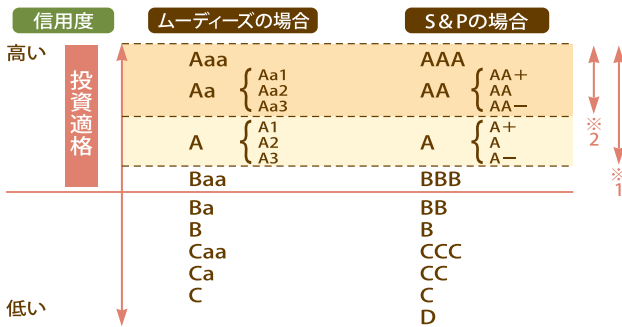 信用度 ムーディーズの場合 S&Pの場合
高い
投資適格
Aaa AAA
Aa Aa1 Aa2 Aa3 AA AA+ AA AA−
A A1 A2 A3 A A+ A A−
Baa BBB
Ba BB
B B
Caa CCC
Ca CC
C C
低い D
※2
※1